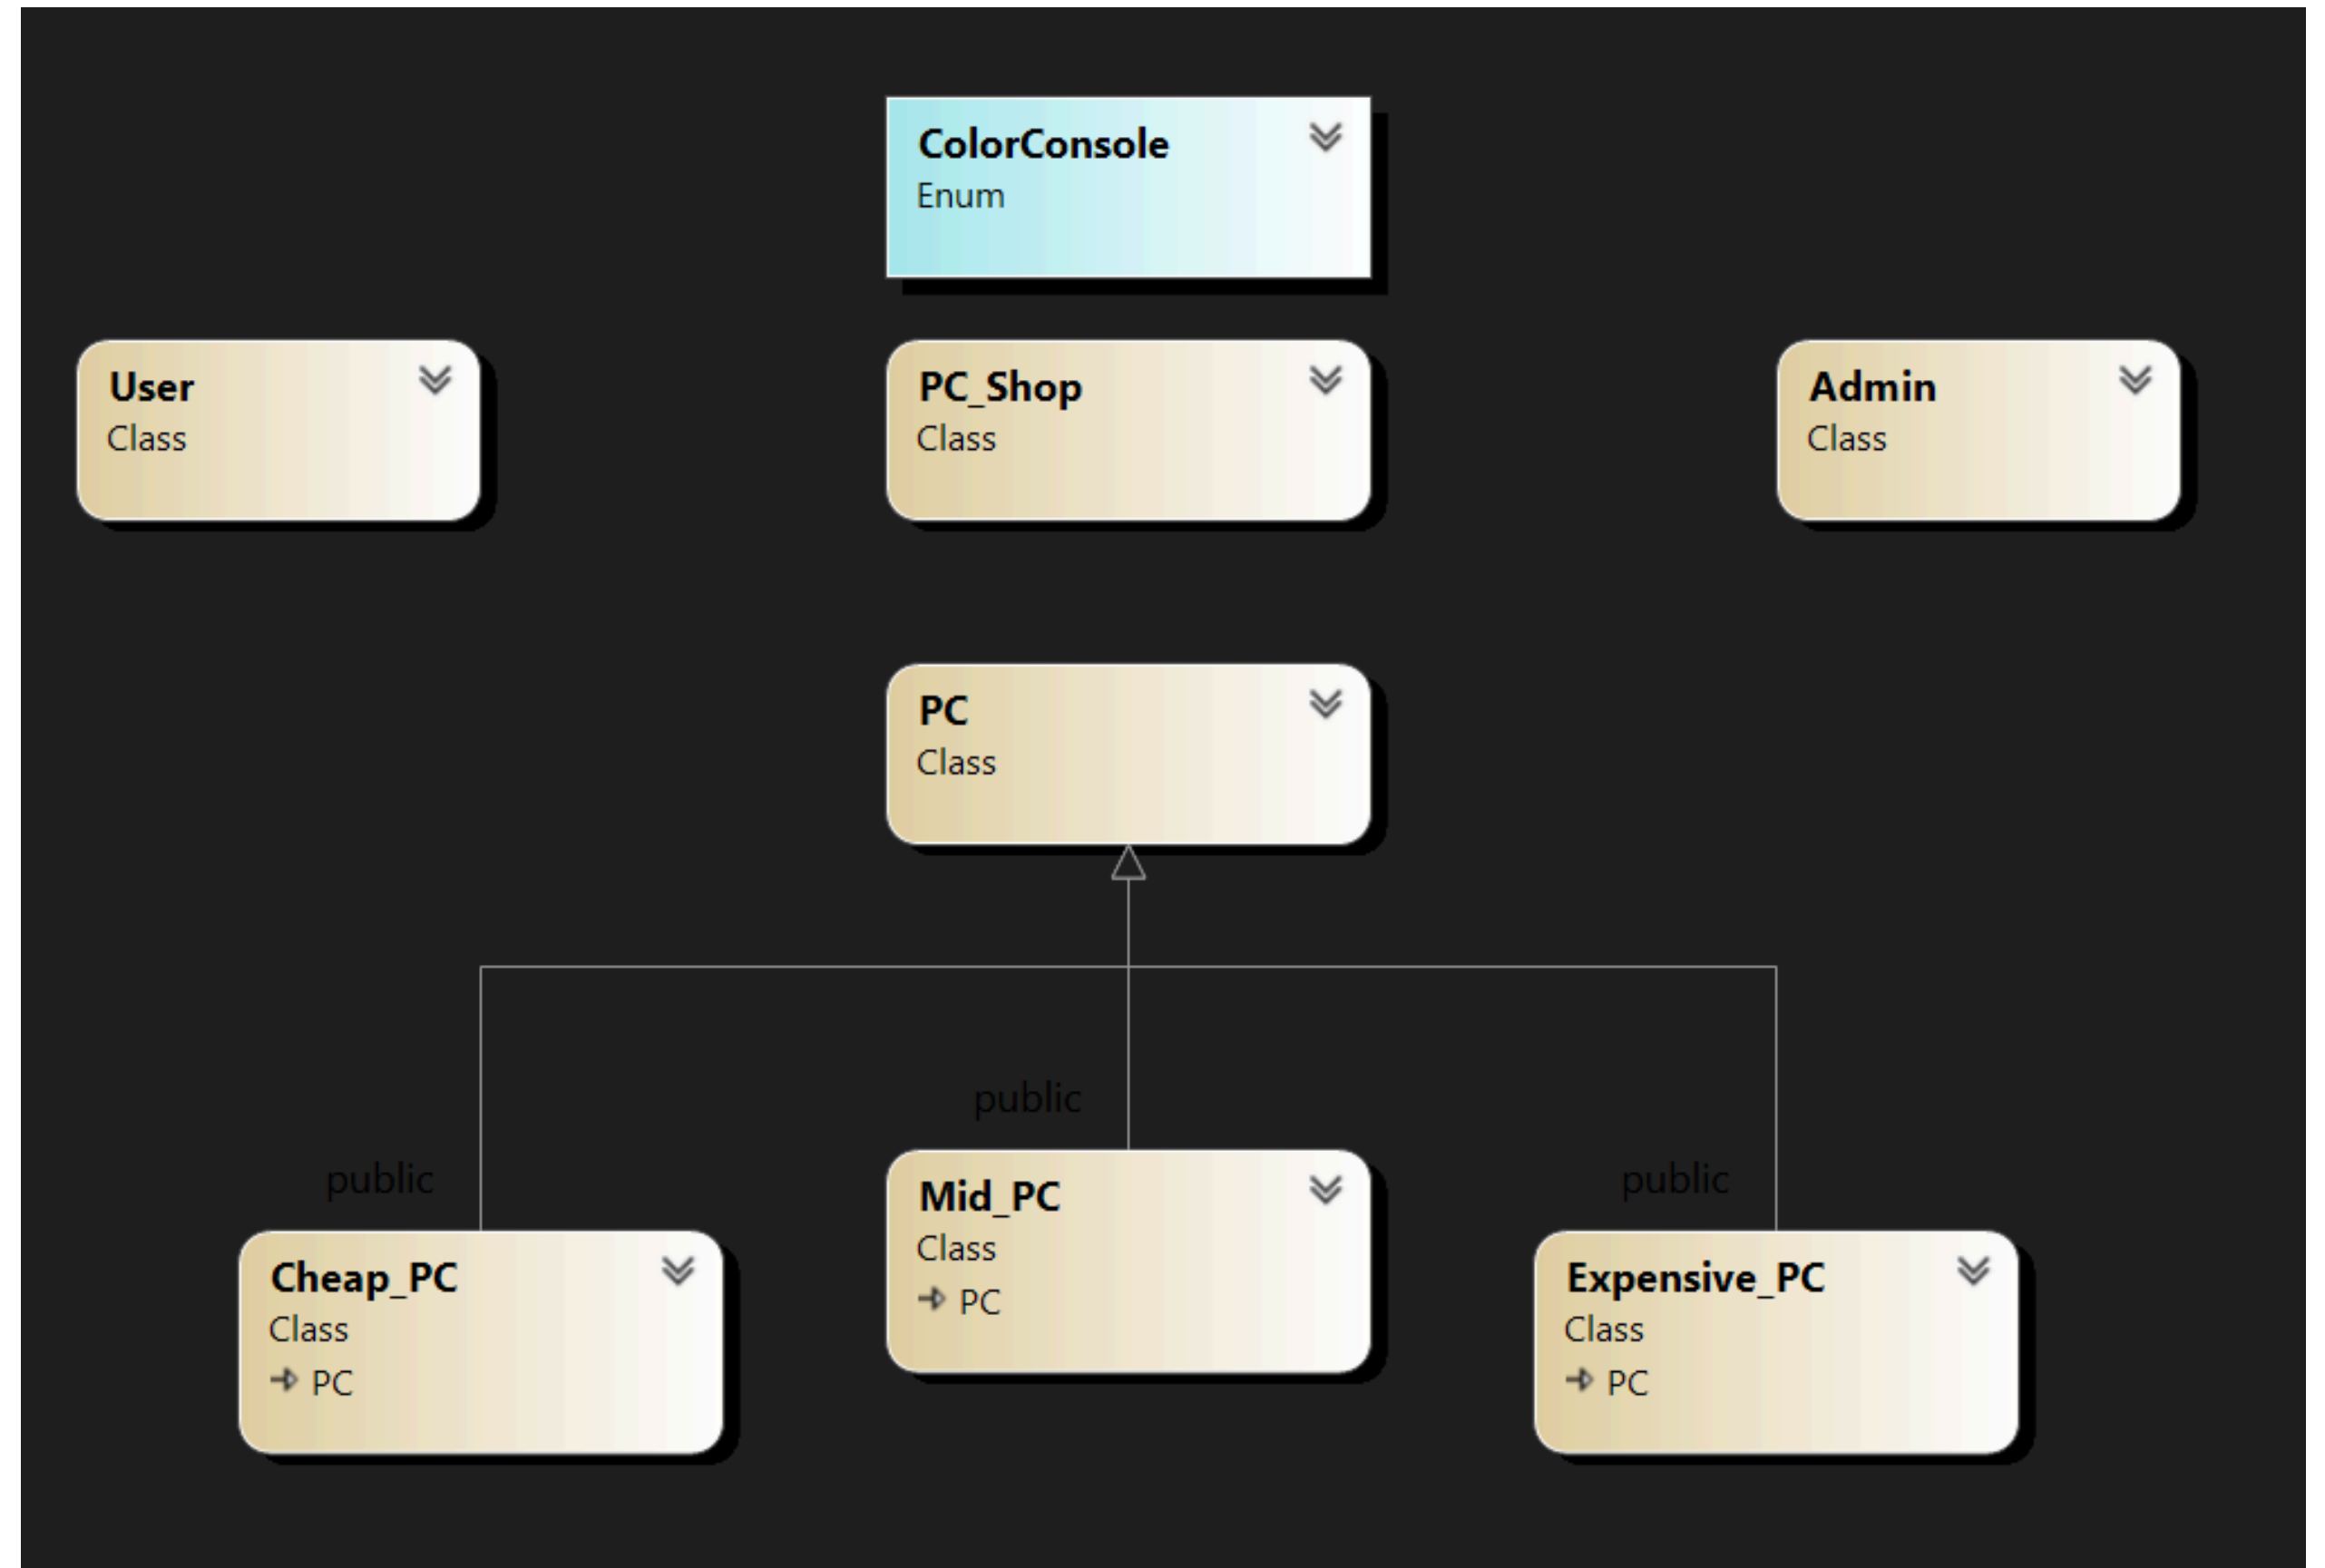 ColorConsole
Enum
User
Class
PC_Shop
Class
Admin
Class
PC
Class
public
public
public
Cheap_PC
Class
PC
Mid_PC
Class
PC
Expensive_PC
Class
PC